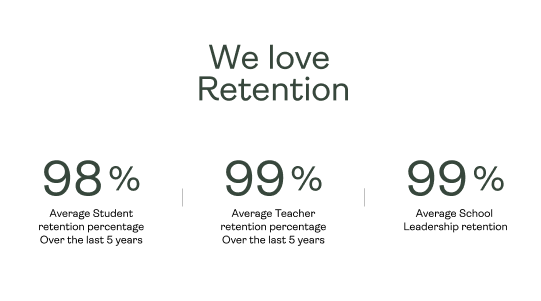 We love
Retention
98 %
Average Student
retention percentage
Over the last 5 years
99 %
Average Teacher
retention percentage
Over the last 5 years
99 %
Average School
Leadership retention